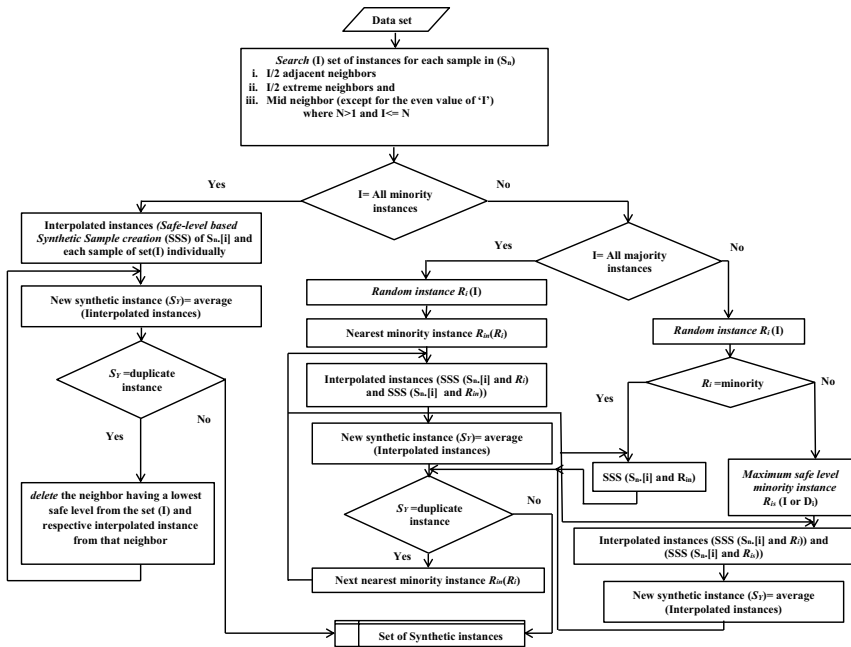 Data set
Search (I) set of instances for each sample in (Sn)
i. I/2 adjacent neighbors
ii. I/2 extreme neighbors and
iii. Mid neighbor (except for the even value of ‘I’)
where N>1 and I<= N
Yes
I= All minority
instances
No
Interpolated instances (Safe-level based
Synthetic Sample creation (SSS) of Sn.[i] and
each sample of set(I) individually
Yes
I= All majority
instances
No
New synthetic instance (SY)= average
(Iinterpolated instances)
Random instance Ri (I)
Nearest minority instance Rin(Ri)
Random instance Ri (I)
SY =duplicate
instance
Interpolated instances (SSS (Sn.[i] and Ri)
and SSS (Sn.[i] and Rin))
Ri =minority
No
Yes
No
Yes
New synthetic instance (SY)= average
(Interpolated instances)
SSS (Sn.[i] and Rin)
Maximum safe level
minority instance
Ris (I or Di)
delete the neighbor having a lowest
safe level from the set (I) and
respective interpolated instance
from that neighbor
SY =duplicate
instance
No
Yes
Interpolated instances (SSS (Sn.[i] and Ri)) and
(SSS (Sn.[i] and Ris))
Next nearest minority instance Rin(Ri)
New synthetic instance (SY)= average
(Interpolated instances)
Set of Synthetic instances